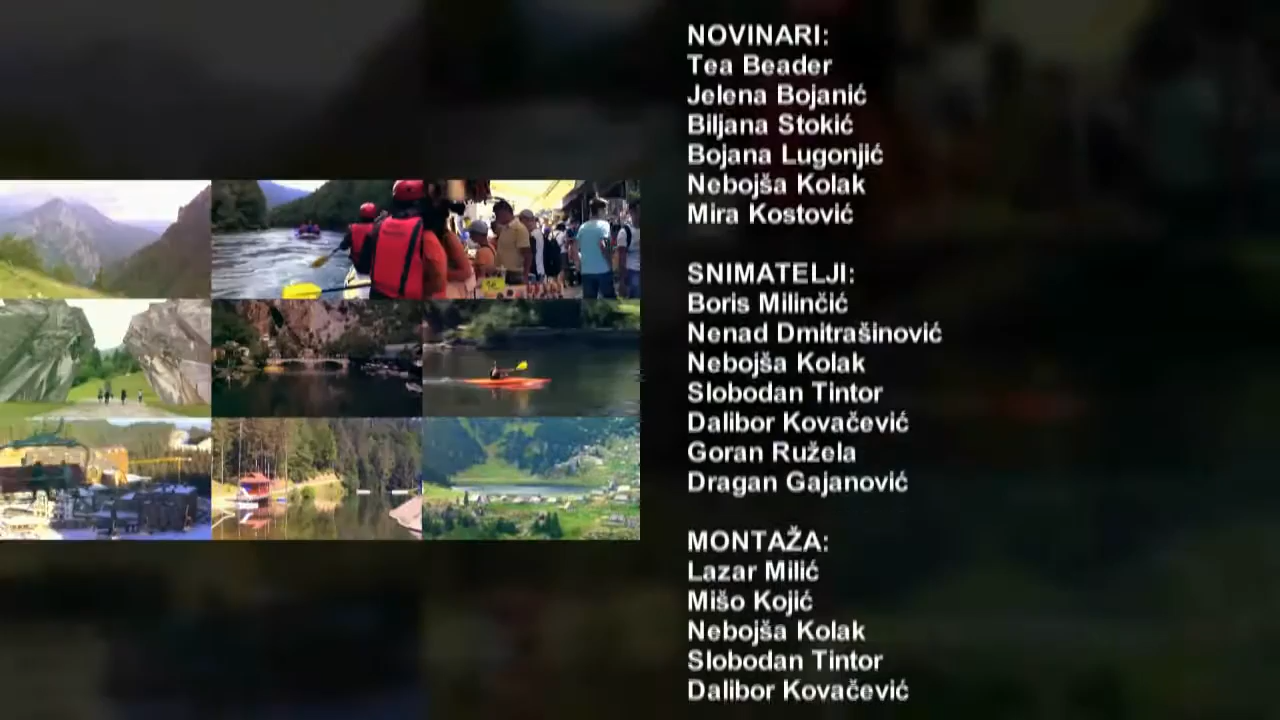 NOVINARI:
Tea Beader
Jelena Bojanić
Biljana Stokić
Bojana Lugonjić
Nebojša Kolak
Mira Kostović
SNIMATELJI:
Boris Milinčić
Nenad Dmitrašinović
Nebojša Kolak
Slobodan Tintor
Dalibor Kovačević
Goran Ružela
Dragan Gajanović
MONTAŽA:
Lazar Milić
Mišo Kojić
Nebojša Kolak
Slobodan Tintor
Dalibor Kovačević